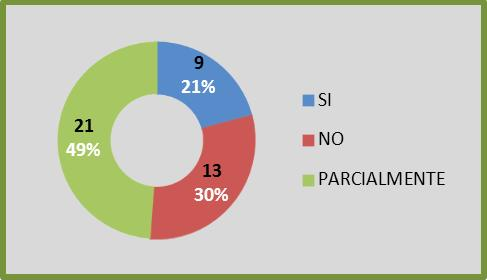 9
21%
SI
21
49%
NO
13
30%
PARCIALMENTE